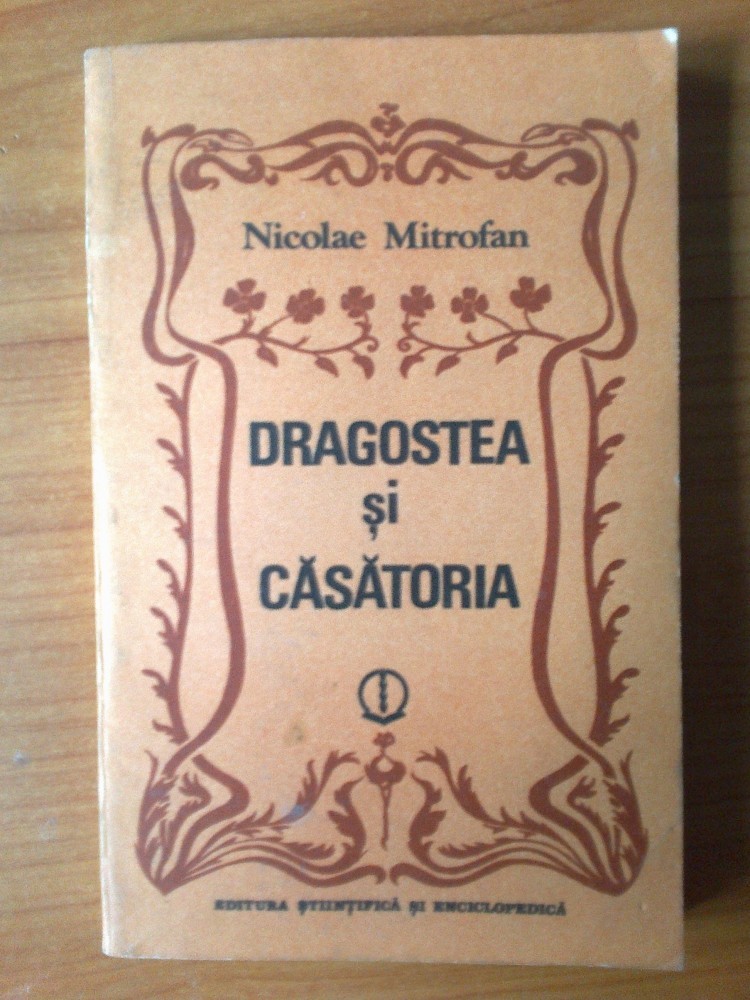 Nicolae Mitrofan
DRAGOSTEA
și
CĂSĂTORIA
EDITURA ȘTIINȚIFICĂ ȘI ENCICLOPEDICĂ